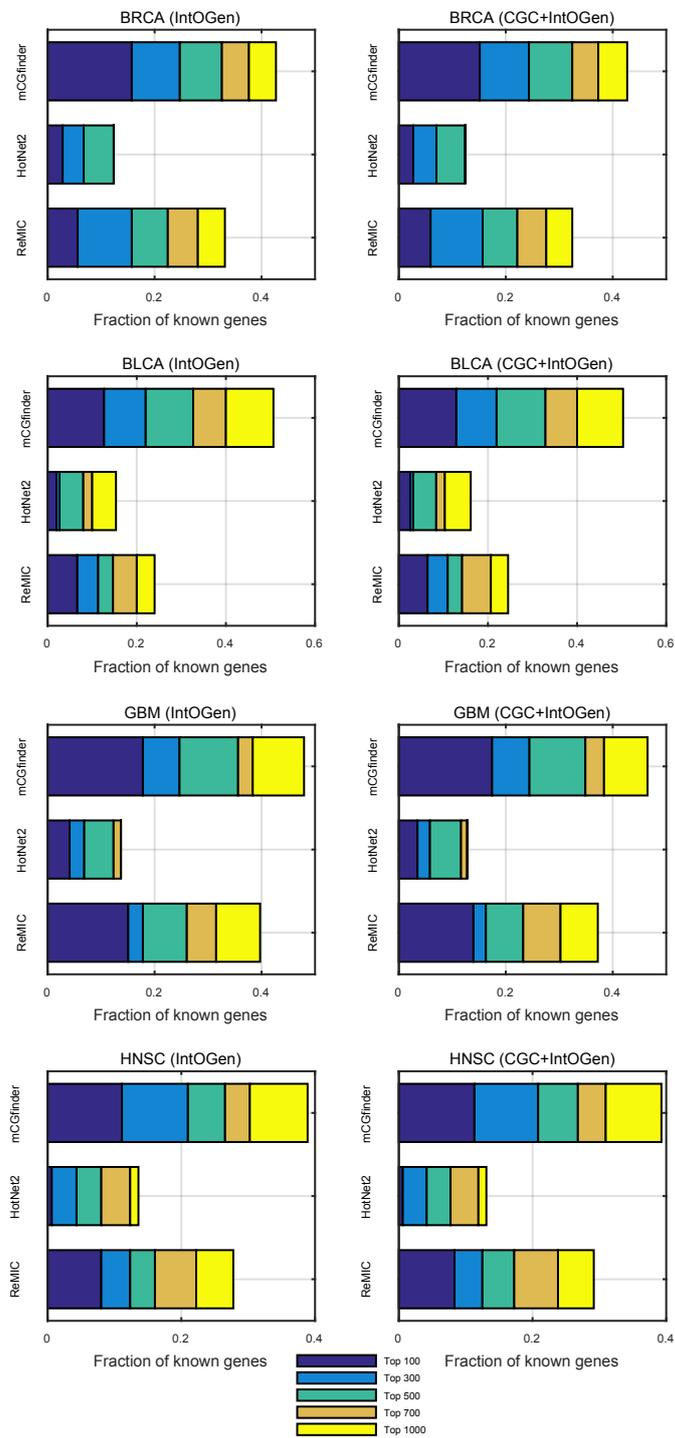 BRCA (IntOGen)
mCGfinder
HotNet2
ReMIC
0 0.2 0.4
Fraction of known genes
BRCA (CGC+IntOGen)
mCGfinder
HotNet2
ReMIC
0 0.2 0.4
Fraction of known genes
BLCA (IntOGen)
mCGfinder
HotNet2
ReMIC
0 0.2 0.4 0.6
Fraction of known genes
BLCA (CGC+IntOGen)
mCGfinder
HotNet2
ReMIC
0 0.2 0.4 0.6
Fraction of known genes
GBM (IntOGen)
mCGfinder
HotNet2
ReMIC
0 0.2 0.4
Fraction of known genes
GBM (CGC+IntOGen)
mCGfinder
HotNet2
ReMIC
0 0.2 0.4
Fraction of known genes
HNSC (IntOGen)
mCGfinder
HotNet2
ReMIC
0 0.2 0.4
Fraction of known genes
HNSC (CGC+IntOGen)
mCGfinder
HotNet2
ReMIC
0 0.2 0.4
Fraction of known genes
Top 100
Top 300
Top 500
Top 700
Top 1000